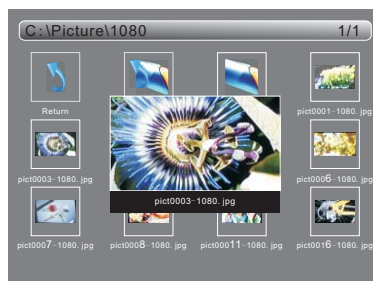 C:\Picture\1080 1/1
Return
pict0001-1080. jpg
pict0003-1080. jpg
pict0006-1080. jpg
pict0003-1080. jpg
pict0007-1080. jpg
pict0008-1080. jpg
pict00011-1080. jpg
pict0016-1080. jpg